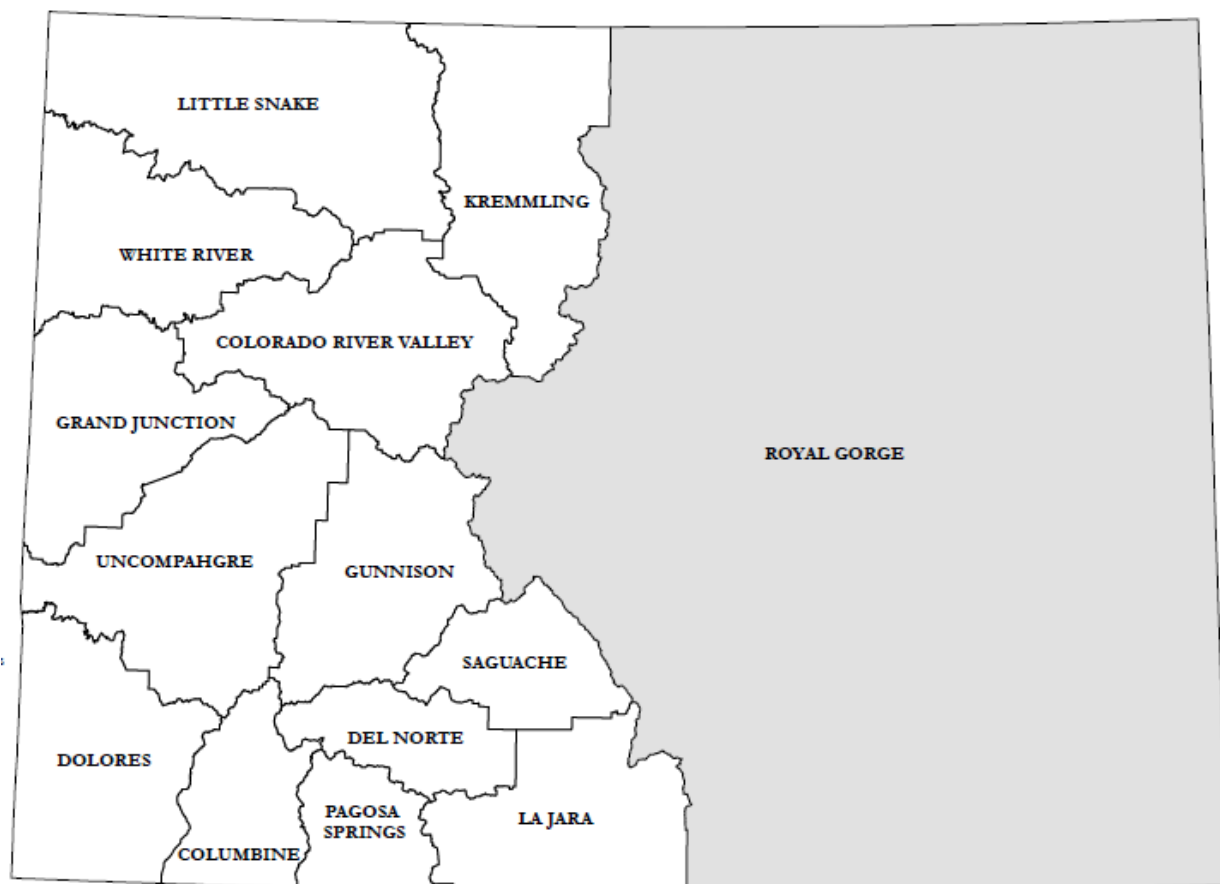 LITTLE SNAKE
KREMMLING
WHITE RIVER
COLORADO RIVER VALLEY
GRAND JUNCTION
ROYAL GORGE
UNCOMPAHGRE
GUNNISON
SAGUACHE
DEL NORTE
DOLORES
PAGOSA
SPRINGS
LA JARA
COLUMBINE